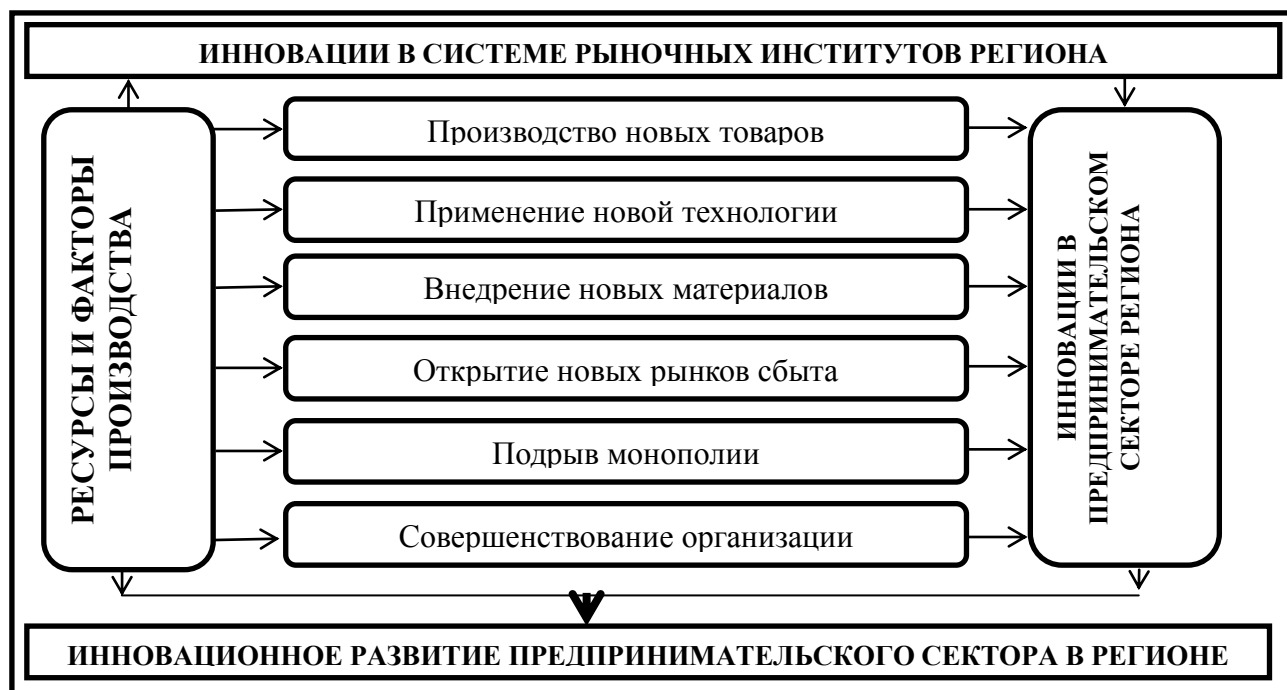 ИННОВАЦИИ В СИСТЕМЕ РЫНОЧНЫХ ИНСТИТУТОВ РЕГИОНА
РЕСУРСЫ И ФАКТОРЫ
ПРОИЗВОДСТВА
Производство новых товаров
Применение новой технологии
Внедрение новых материалов
Открытие новых рынков сбыта
Подрыв монополии
Совершенствование организации
ИННОВАЦИИ В
ПРЕДПРИНИМАТЕЛЬСКОМ
СЕКТОРЕ РЕГИОНА
ИННОВАЦИОННОЕ РАЗВИТИЕ ПРЕДПРИНИМАТЕЛЬСКОГО СЕКТОРА В РЕГИОНЕ